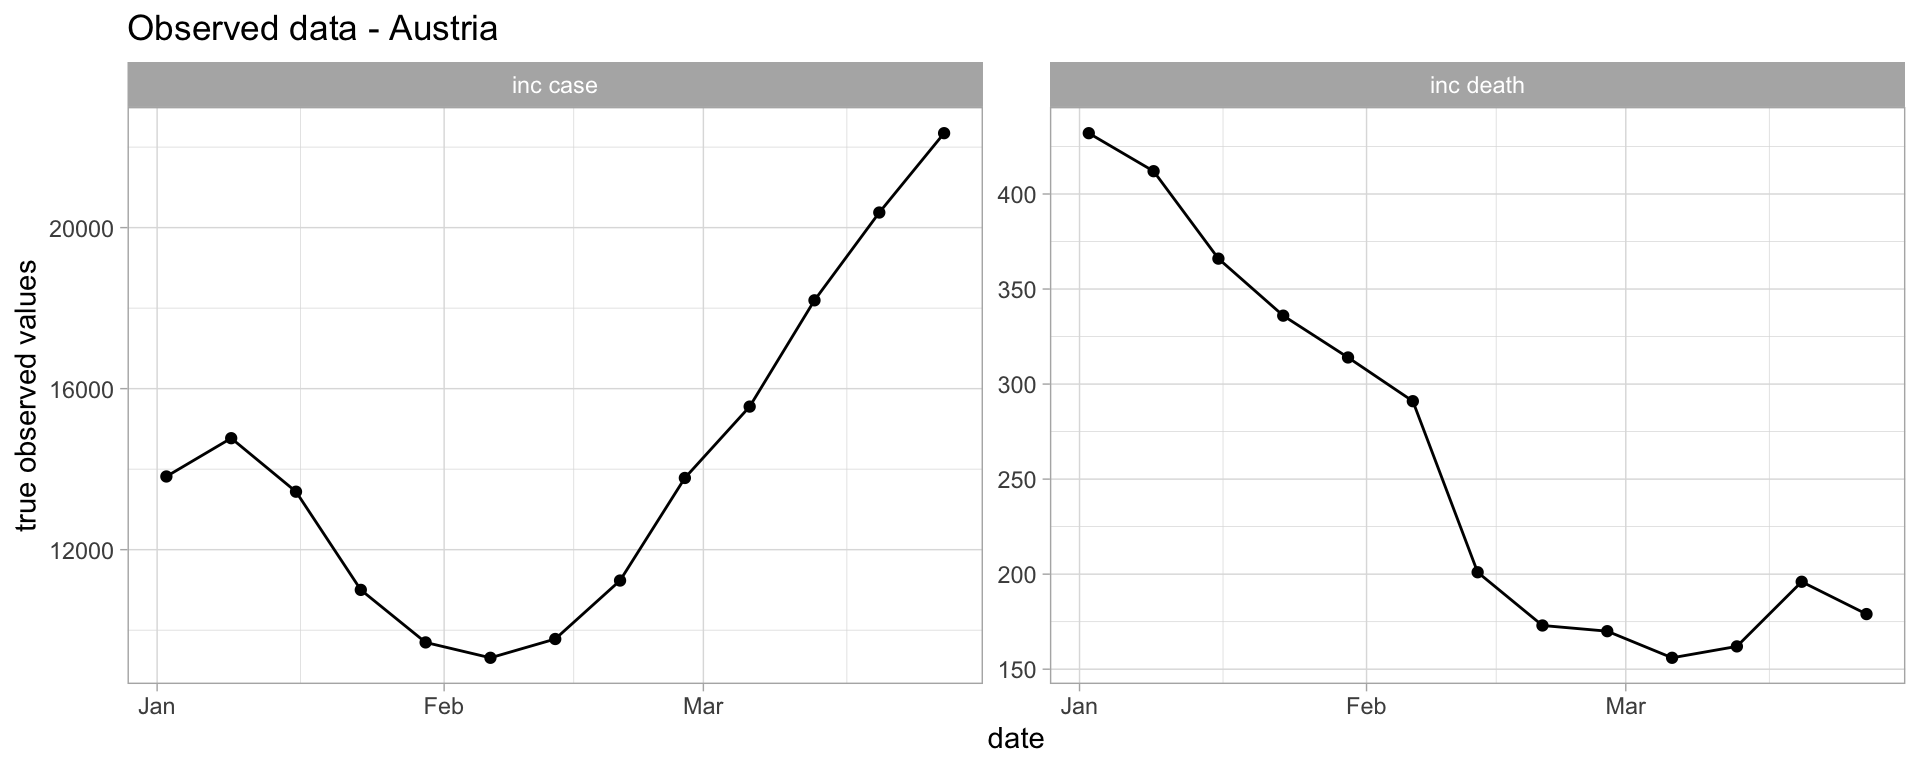 Observed data - Austria
inc case
inc death
true observed values
20000
16000
12000
400
350
300
250
200
150
Jan
Feb
Mar
Jan
Feb
Mar
date